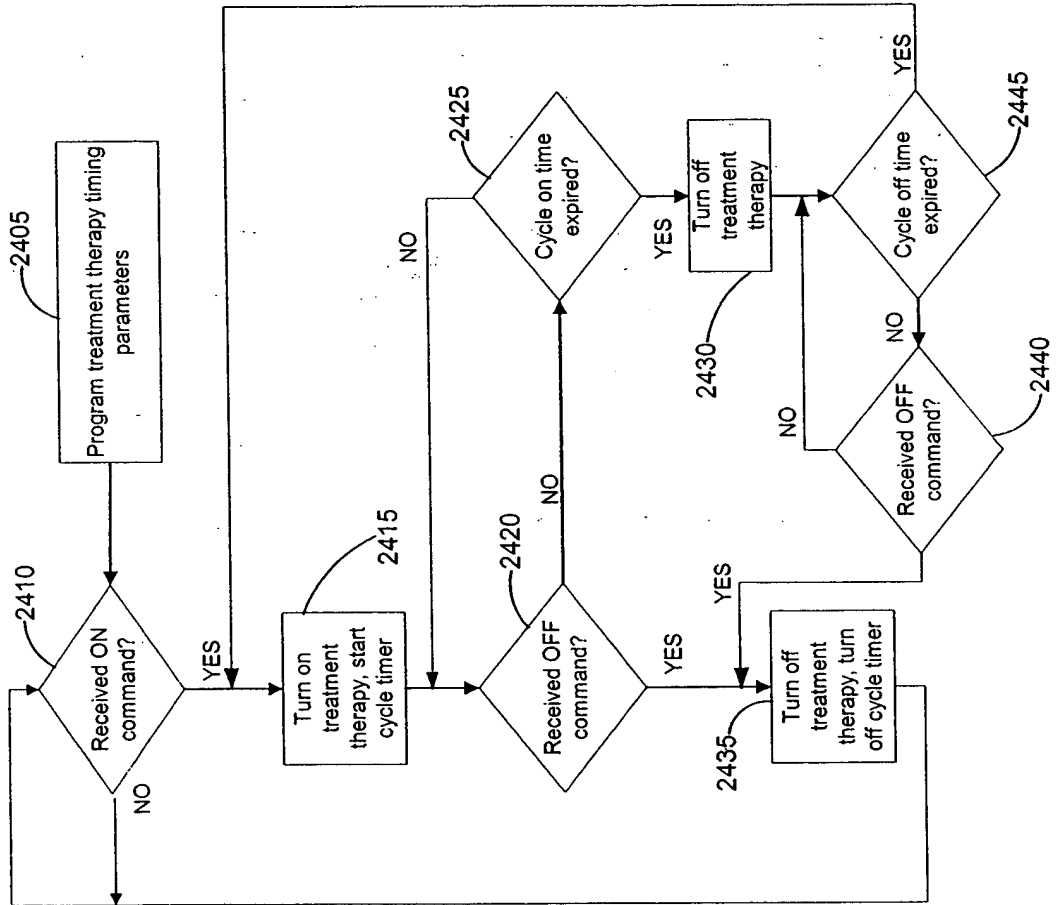 2405
Program treatment therapy timing
parameters
2410
Received ON
command?
NO
YES
2415
Turn on
treatment
therapy, start
cycle timer
2420
Received OFF
command?
NO
YES
2425
Cycle on time
expired?
NO
YES
2430
Turn off
treatment
therapy
2435
Turn off
treatment
therapy, turn
off cycle timer
2440
Received OFF
command?
NO
YES
2445
Cycle off time
expired?
NO
YES